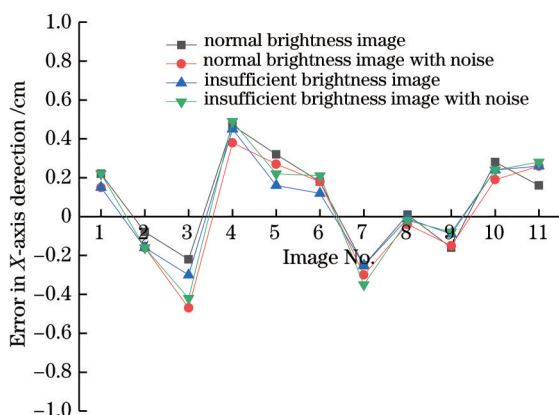 1.0
0.8
0.6
0.4
0.2
0
−0.2
−0.4
−0.6
−0.8
−1.0
Error in X-axis derection /cm
normal brightness image
normal brightness image with noise
insufficient brightness image
insufficient brightness image with noise
1 2 3 4 5 6 7 8 9 10 11
Image No.